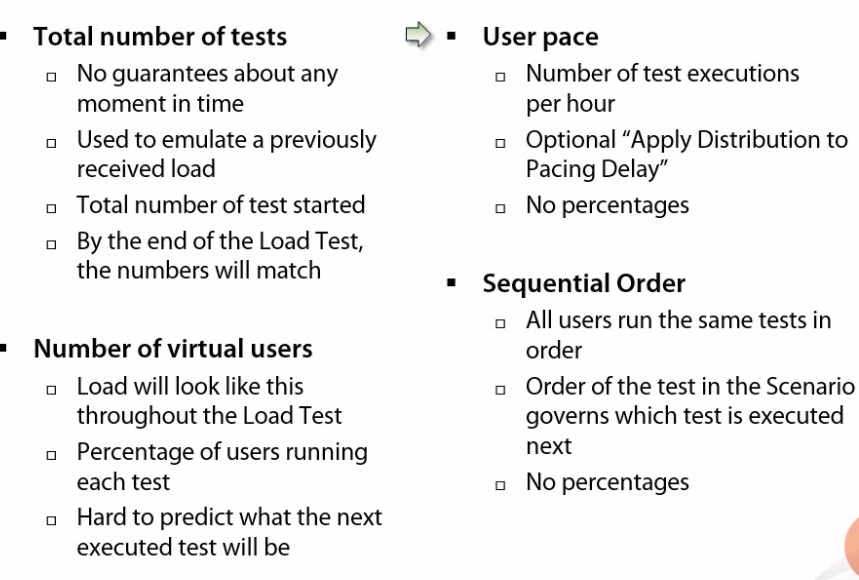 Total number of tests
No guarantees about any
moment in time
Used to emulate a previously
received load
Total number of test started
By the end of the Load Test,
the numbers will match
Number of virtual users
Load will look like this
throughout the Load Test
Percentage of users running
each test
Hard to predict what the next
executed test will be
User pace
Number of test executions
per hour
Optional “Apply Distribution to
Pacing Delay”
No percentages
Sequential Order
All users run the same tests in
order
Order of the test in the Scenario
governs which test is executed
next
No percentages